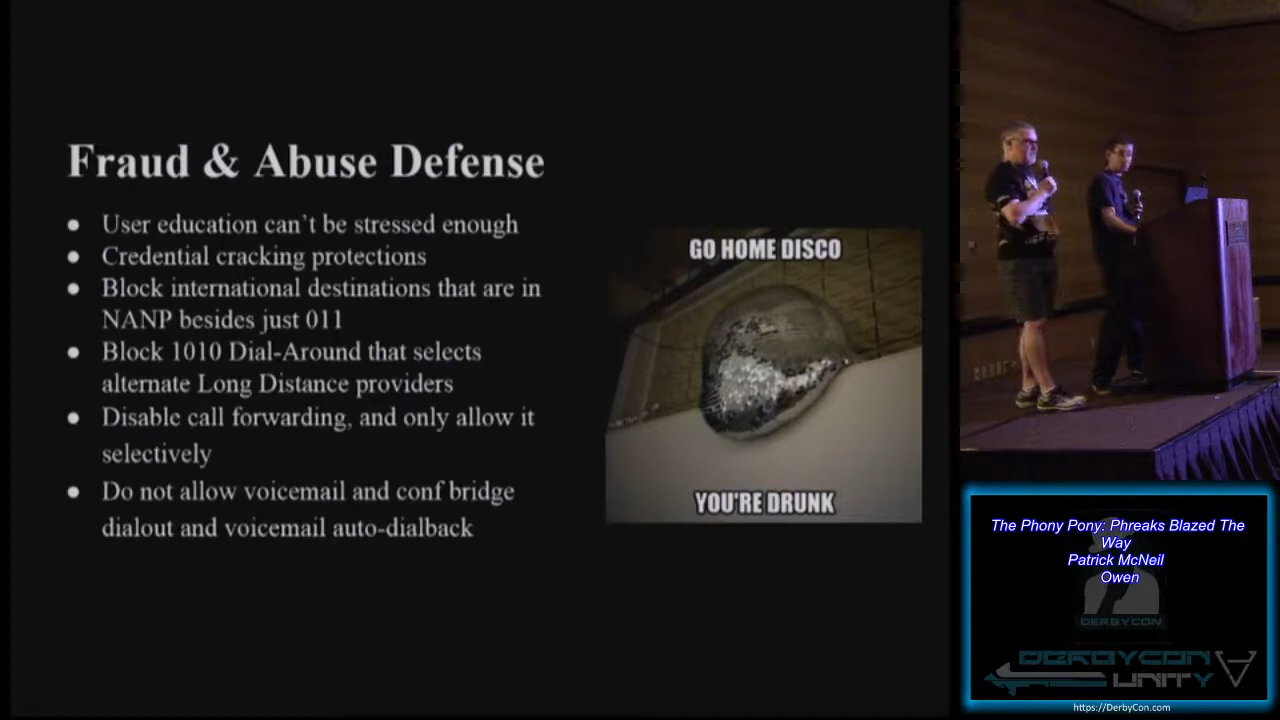 Fraud & Abuse Defense
● User education can't be stressed enough
● Credential cracking protections
● Block international destinations that are in
NANP besides just 011
● Block 1010 Dial-Around that selects
alternate Long Distance providers
● Disable call forwarding, and only allow it
selectively
● Do not allow voicemail and conf bridge
dialout and voicemail auto-dialback
GO HOME DISCO
YOU'RE DRUNK
The Phony Pony: Phreaks Blazed The
Way
Patrick McNeil
Owen
DERBYCON
DERBYCON
UNITY
https://DerbyCon.com